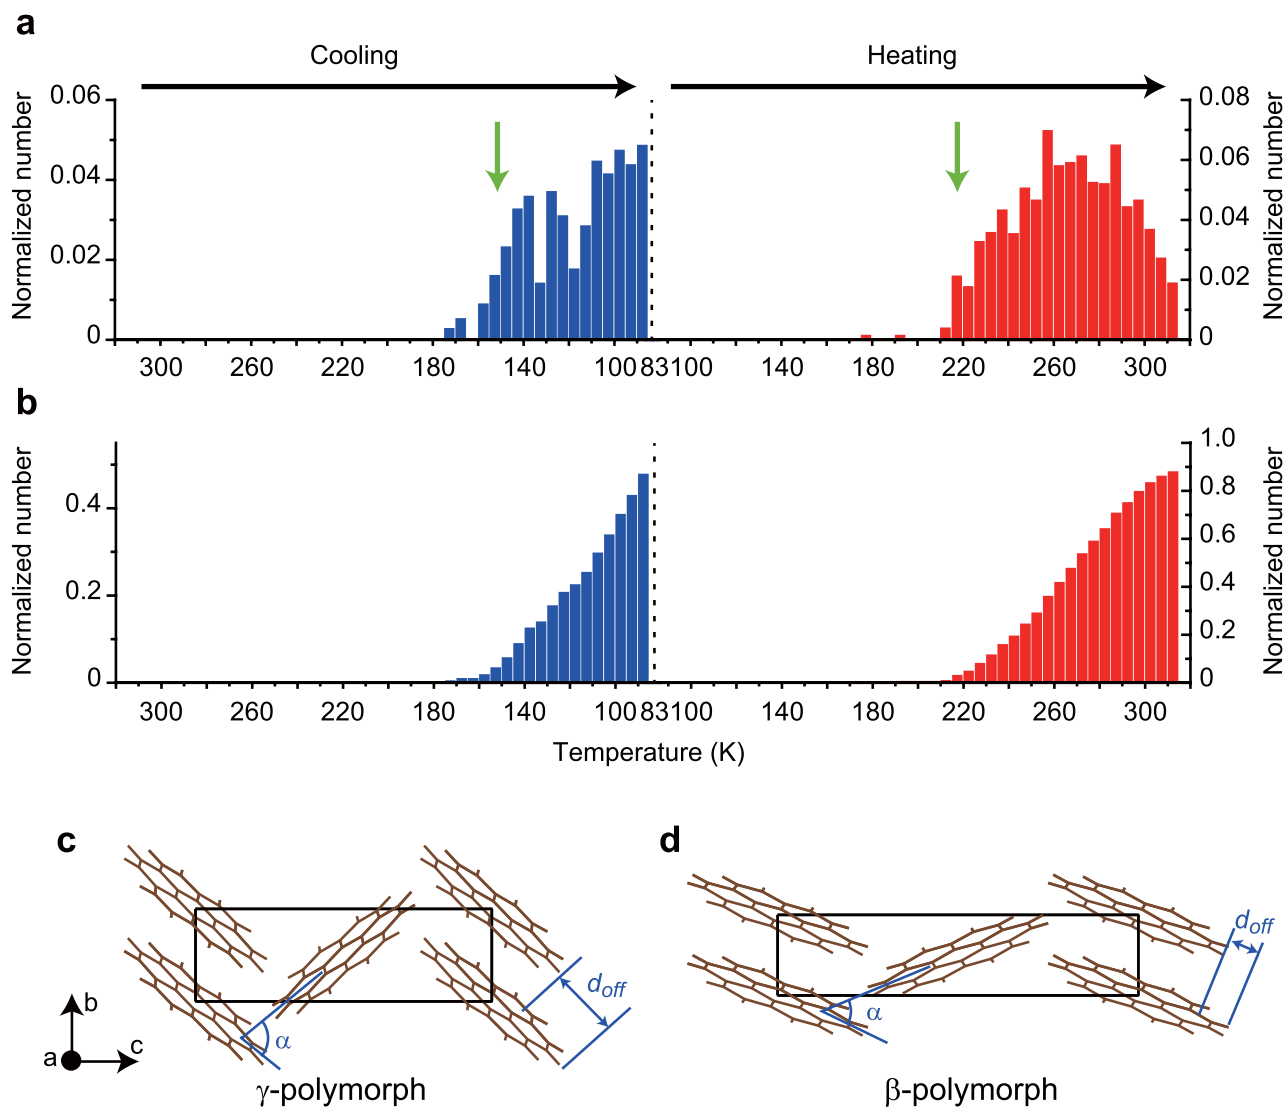 a
Cooling
Heating
Normalized number
0.06
0.04
0.02
0
0.08
0.06
0.04
0.02
0
Normalized number
300 260 220 180 140 100 83 100 140 180 220 260 300
b
Normalized number
0.4
0.2
0
1.0
0.8
0.6
0.4
0.2
0
Normalized number
300 260 220 180 140 100 83 100 140 180 220 260 300
Temperature (K)
c
d
doff
doff
α
α
b
a
c
γ-polymorph
β-polymorph